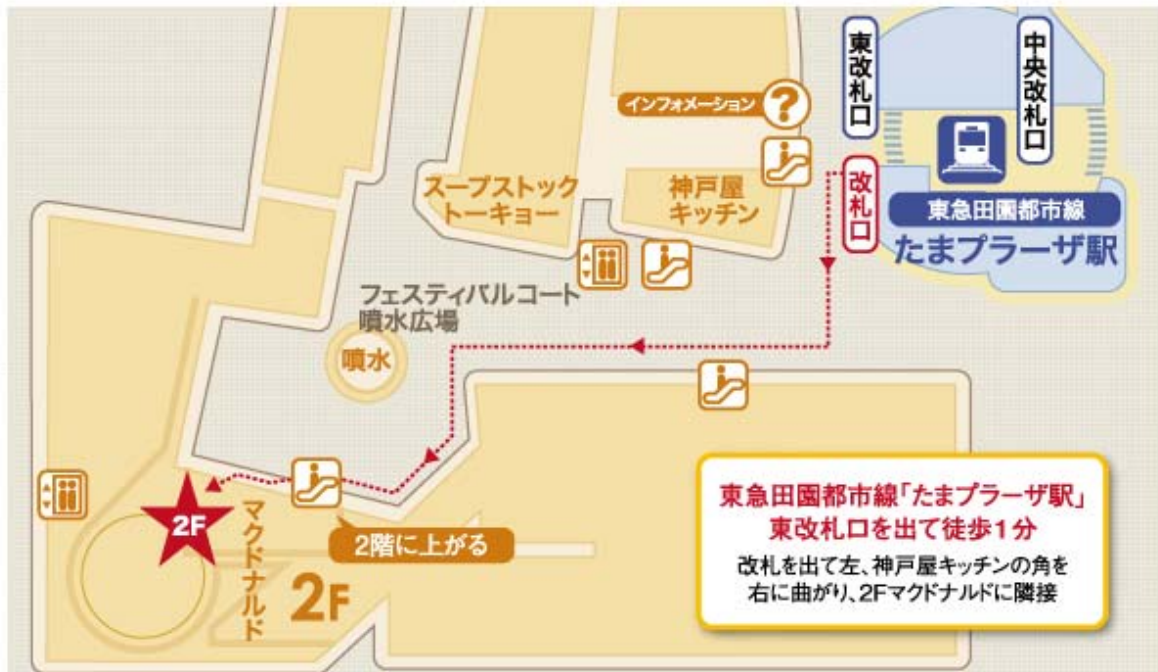 東改札口
中央改札口
インフォメーション
?
改札口
東急田園都市線
たまプラーザ駅
スープストック
トーキョー
神戸屋
キッチン
フェスティバルコート
噴水広場
噴水
2F
マクドナルド
2階に上がる
2F
東急田園都市線「たまプラーザ駅」
東改札口を出て徒歩1分
改札を出て左、神戸屋キッチンの角を
右に曲がり、2Fマクドナルドに隣接